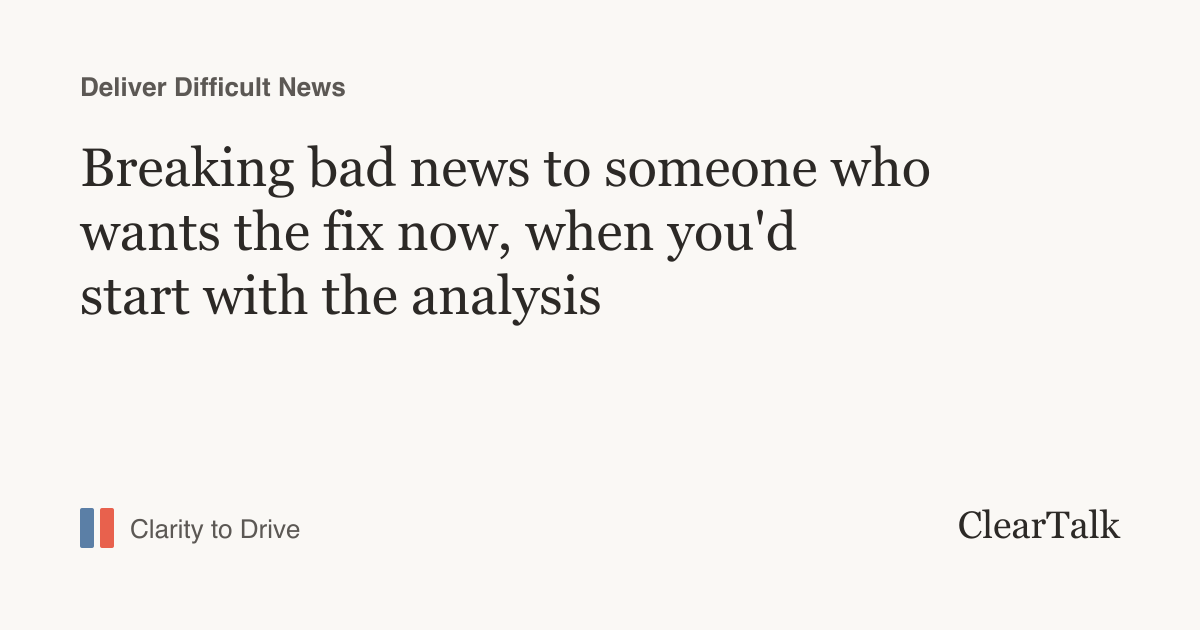 Deliver Difficult News
Breaking bad news to someone who
wants the fix now, when you'd
start with the analysis
Clarity to Drive
ClearTalk